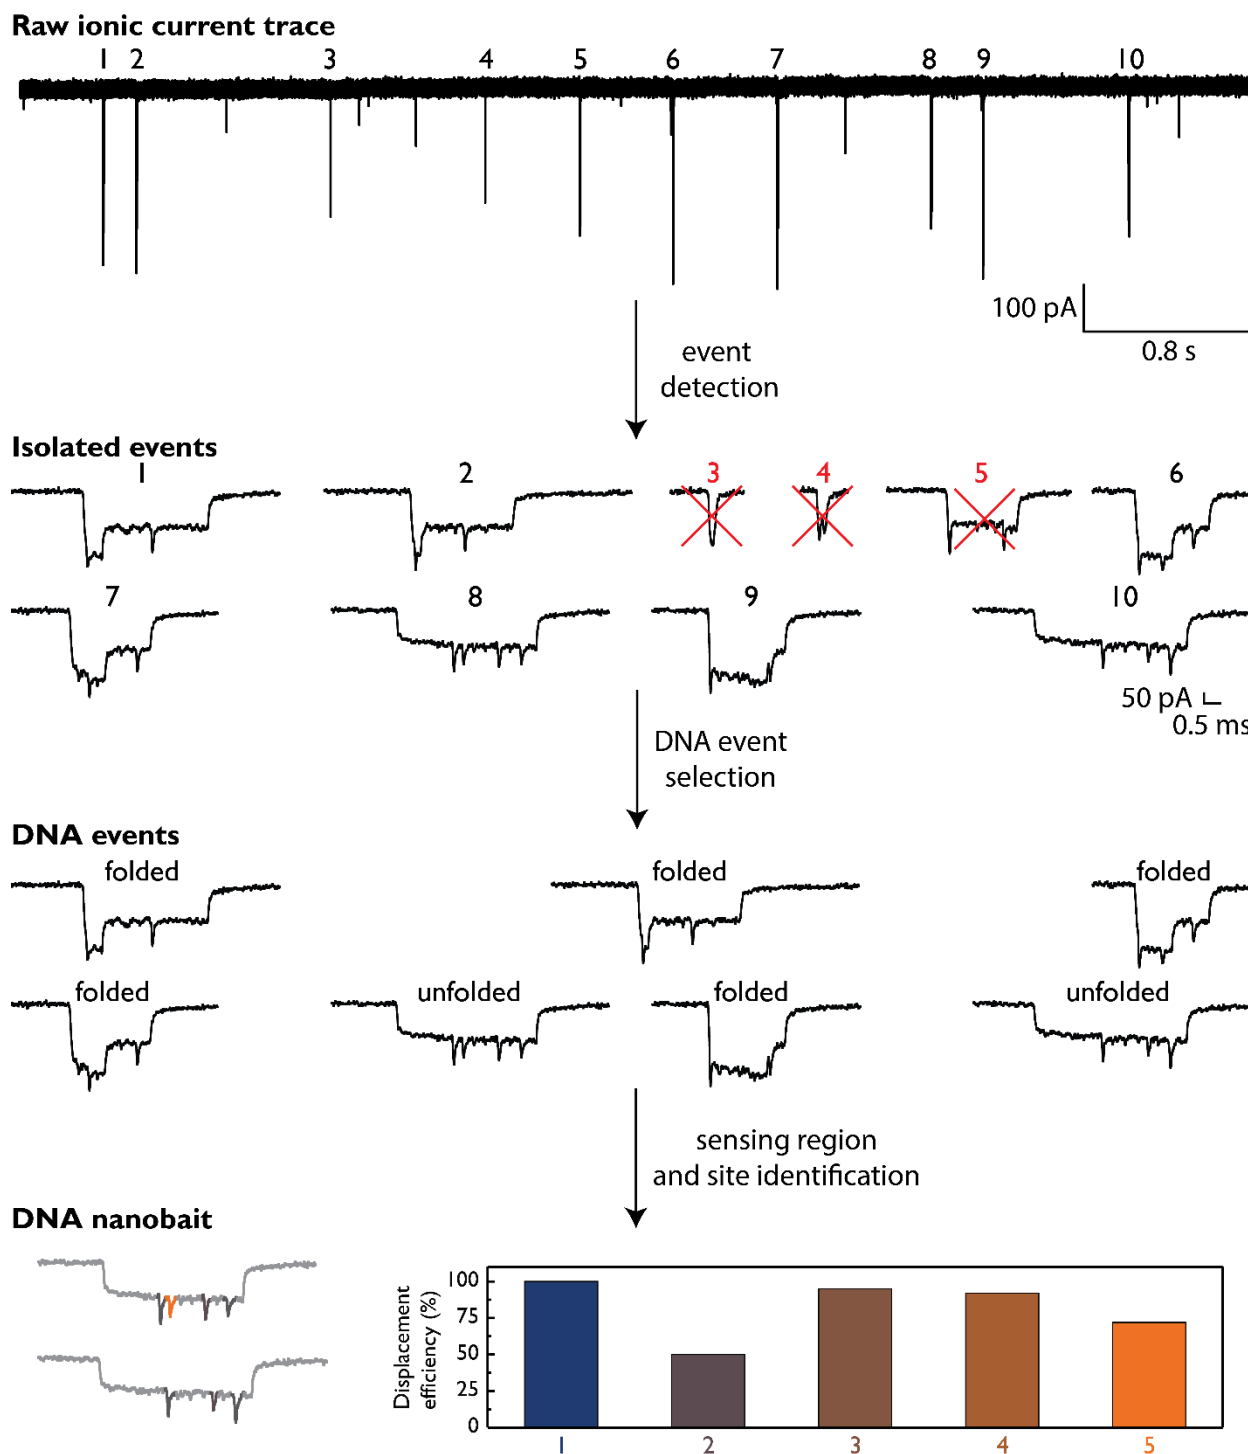 Raw ionic current trace
1 2 3 4 5 6 7 8 9 10
100 pA
0.8 s
event
detection
Isolated events
1 2 3 4 5 6
7 8 9 10
50 pA
0.5 ms
DNA event
selection
DNA events
folded folded folded
folded unfolded folded unfolded
sensing region
and site identification
DNA nanobait
Displacement
efficiency (%)
100
75
50
25
0
1 2 3 4 5